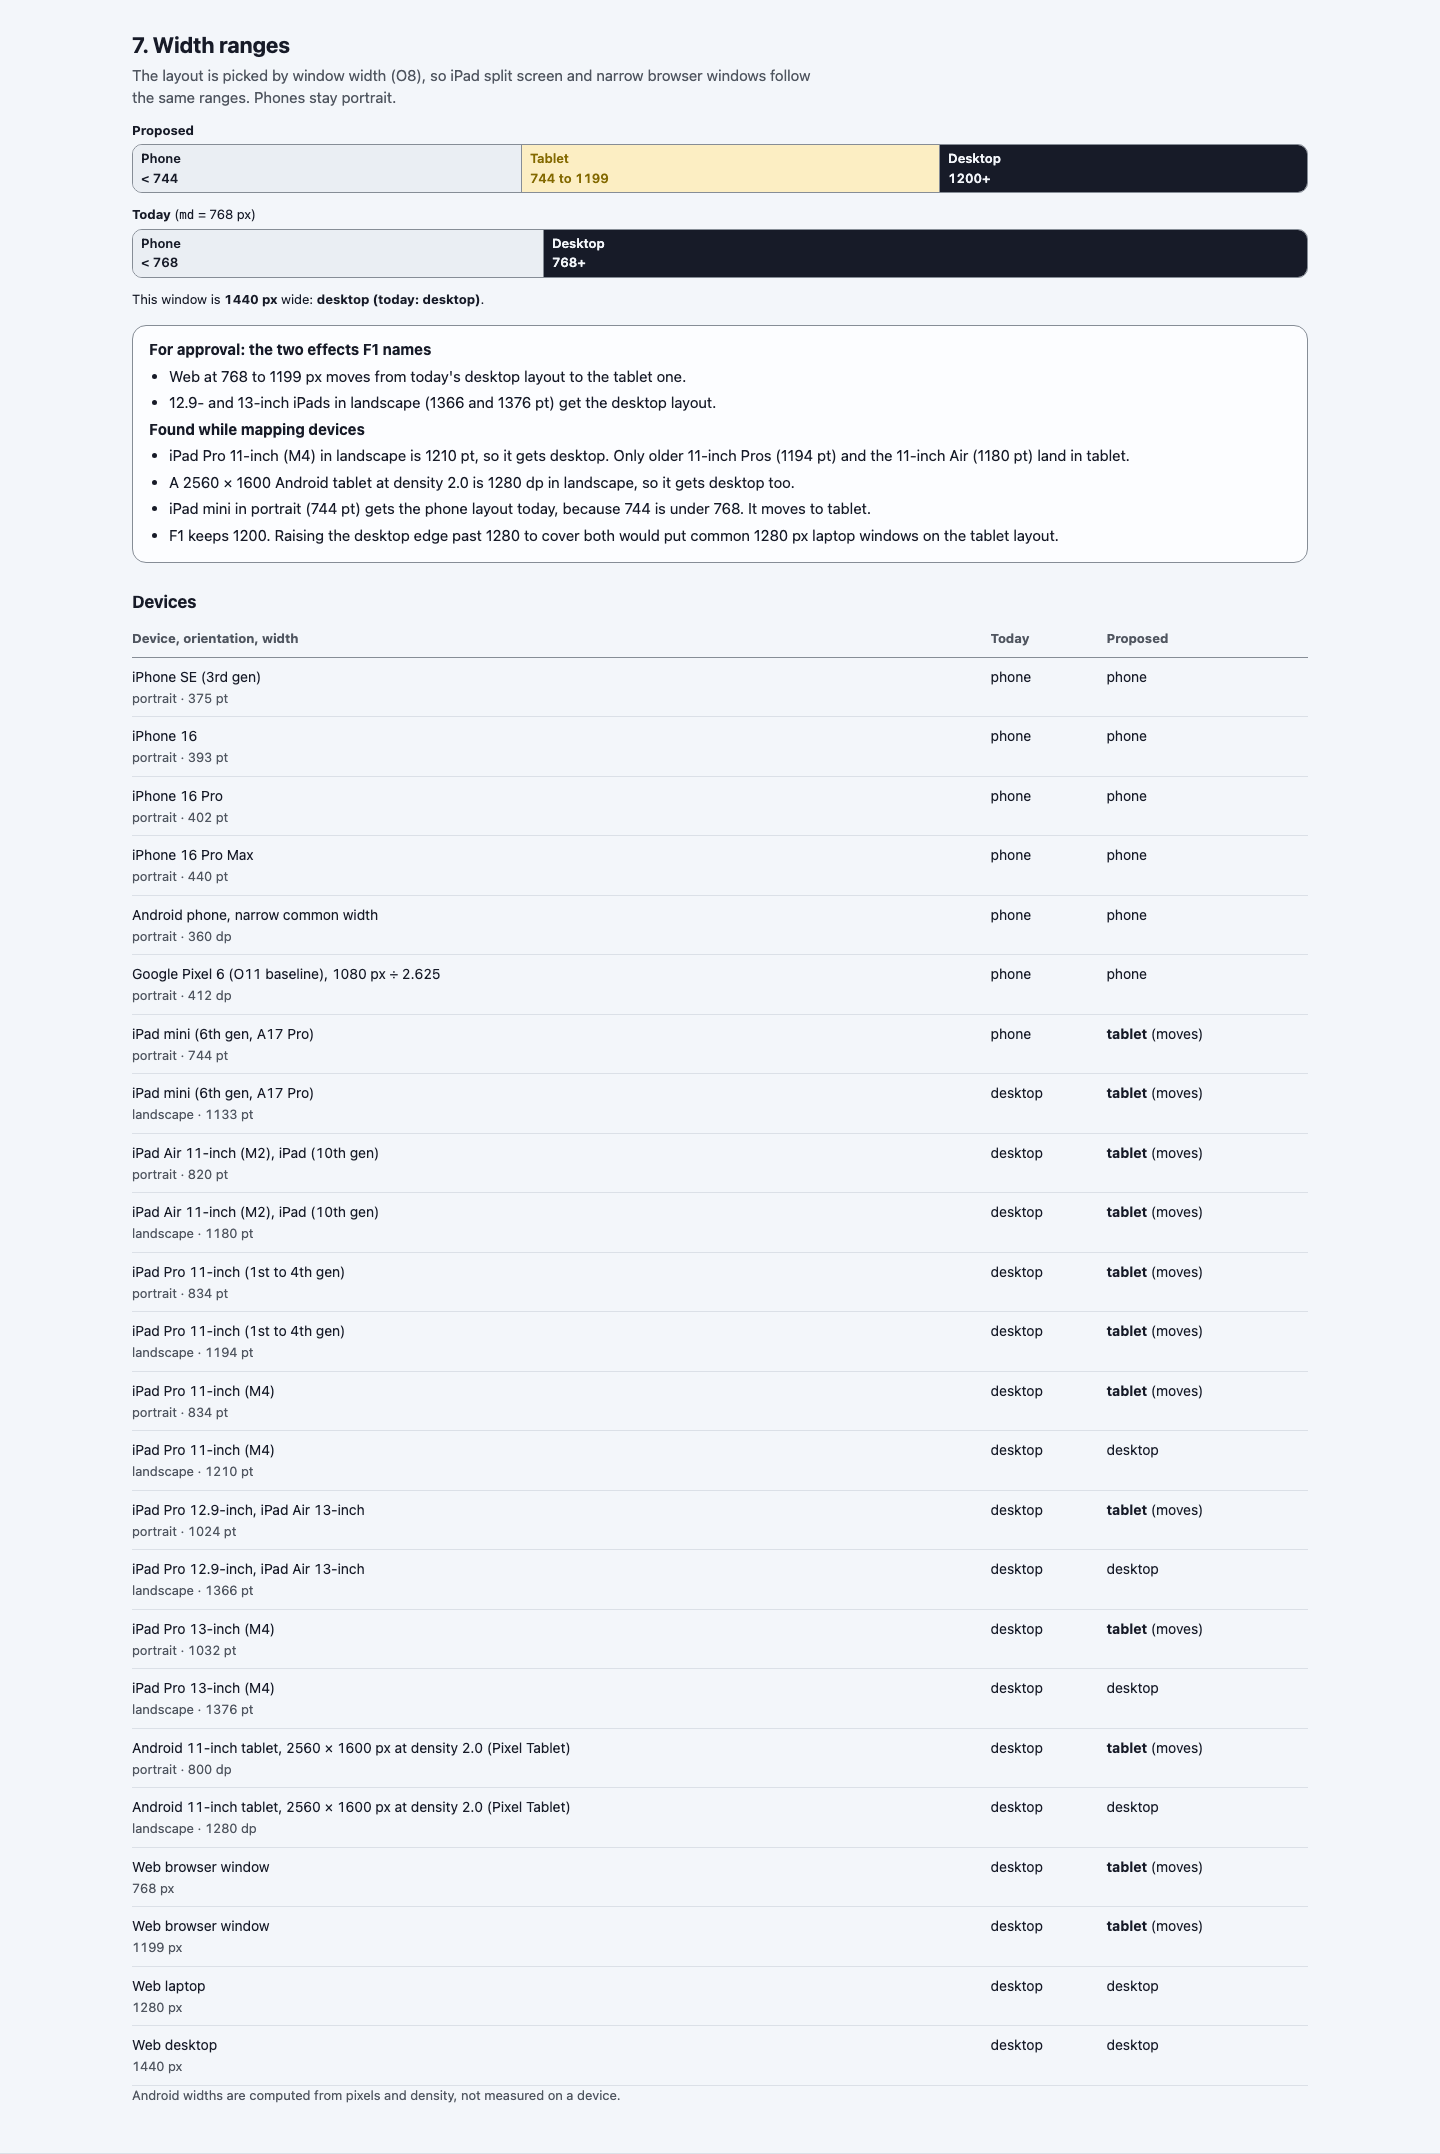 7. Width ranges
The layout is picked by window width (O8), so iPad split screen and narrow browser windows follow
the same ranges. Phones stay portrait.
Proposed
Phone
< 744
Tablet
744 to 1199
Desktop
1200+
Today (md = 768 px)
Phone
< 768
Desktop
768+
This window is 1440 px wide: desktop (today: desktop).
For approval: the two effects F1 names
• Web at 768 to 1199 px moves from today's desktop layout to the tablet one.
• 12.9- and 13-inch iPads in landscape (1366 and 1376 pt) get the desktop layout.
Found while mapping devices
• iPad Pro 11-inch (M4) in landscape is 1210 pt, so it gets desktop. Only older 11-inch Pros (1194 pt) and the 11-inch Air (1180 pt) land in tablet.
• A 2560 × 1600 Android tablet at density 2.0 is 1280 dp in landscape, so it gets desktop too.
• iPad mini in portrait (744 pt) gets the phone layout today, because 744 is under 768. It moves to tablet.
• F1 keeps 1200. Raising the desktop edge past 1280 to cover both would put common 1280 px laptop windows on the tablet layout.
Devices
Device, orientation, width Today Proposed
iPhone SE (3rd gen) phone phone
portrait · 375 pt
iPhone 16 phone phone
portrait · 393 pt
iPhone 16 Pro phone phone
portrait · 402 pt
iPhone 16 Pro Max phone phone
portrait · 440 pt
Android phone, narrow common width phone phone
portrait · 360 dp
Google Pixel 6 (O11 baseline), 1080 px ÷ 2.625 phone phone
portrait · 412 dp
iPad mini (6th gen, A17 Pro) phone tablet (moves)
portrait · 744 pt
iPad mini (6th gen, A17 Pro) desktop tablet (moves)
landscape · 1133 pt
iPad Air 11-inch (M2), iPad (10th gen) desktop tablet (moves)
portrait · 820 pt
iPad Air 11-inch (M2), iPad (10th gen) desktop tablet (moves)
landscape · 1180 pt
iPad Pro 11-inch (1st to 4th gen) desktop tablet (moves)
portrait · 834 pt
iPad Pro 11-inch (1st to 4th gen) desktop tablet (moves)
landscape · 1194 pt
iPad Pro 11-inch (M4) desktop tablet (moves)
portrait · 834 pt
iPad Pro 11-inch (M4) desktop desktop
landscape · 1210 pt
iPad Pro 12.9-inch, iPad Air 13-inch desktop tablet (moves)
portrait · 1024 pt
iPad Pro 12.9-inch, iPad Air 13-inch desktop desktop
landscape · 1366 pt
iPad Pro 13-inch (M4) desktop tablet (moves)
portrait · 1032 pt
iPad Pro 13-inch (M4) desktop desktop
landscape · 1376 pt
Android 11-inch tablet, 2560 × 1600 px at density 2.0 (Pixel Tablet) desktop tablet (moves)
portrait · 800 dp
Android 11-inch tablet, 2560 × 1600 px at density 2.0 (Pixel Tablet) desktop desktop
landscape · 1280 dp
Web browser window desktop tablet (moves)
768 px
Web browser window desktop tablet (moves)
1199 px
Web laptop desktop desktop
1280 px
Web desktop desktop desktop
1440 px
Android widths are computed from pixels and density, not measured on a device.